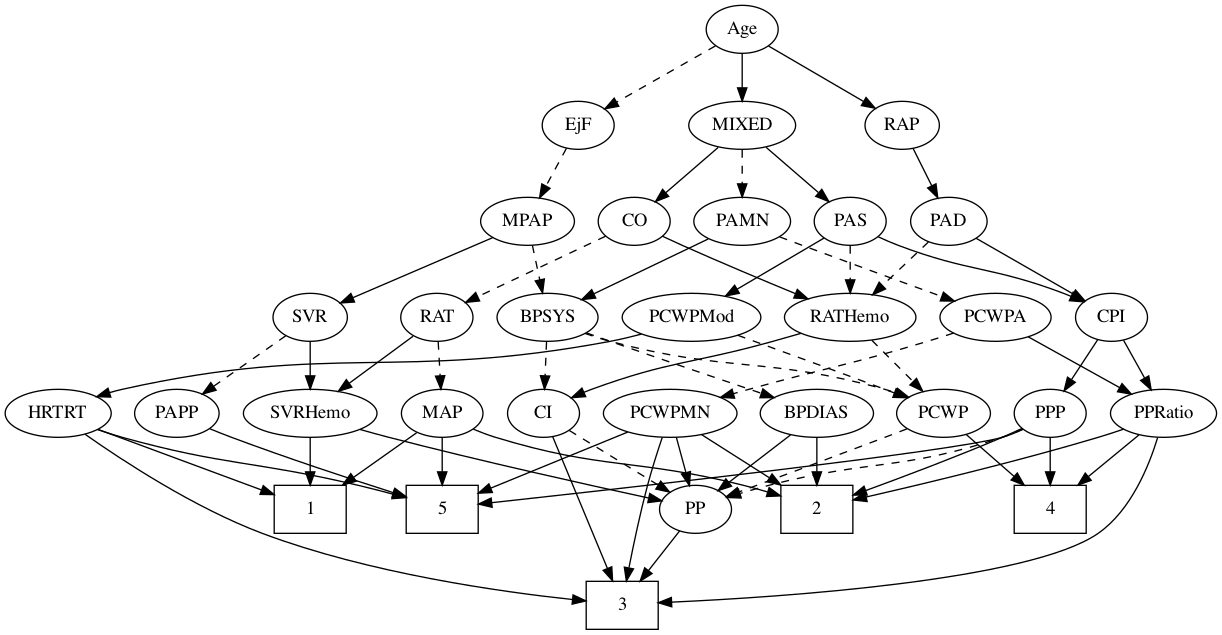 Age
EjF
MIXED
RAP
MPAP
CO
PAMN
PAS
PAD
SVR
RAT
BPSYS
PCWPMod
RATHemo
PCWPA
CPI
HRTRT
PAPP
SVRHemo
MAP
CI
PCWPMN
BPDIAS
PCWP
PPP
PPRatio
1
5
PP
2
4
3